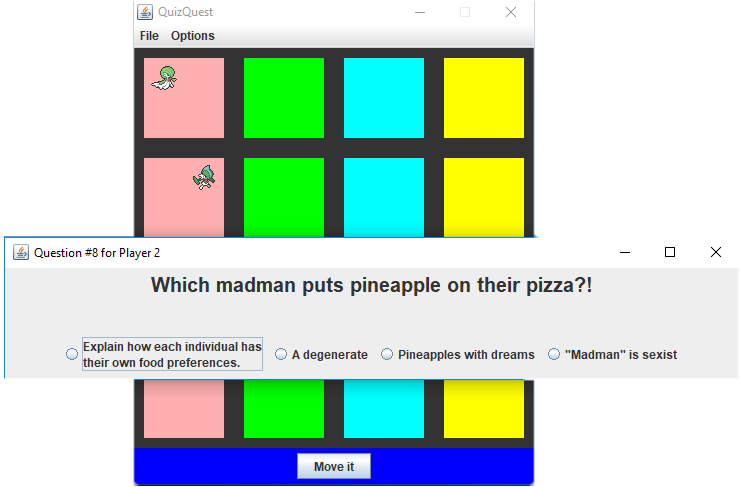 QuizQuest
File Options
Question #8 for Player 2
Which madman puts pineapple on their pizza?!
Explain how each individual has
their own food preferences.
A degenerate
Pineapples with dreams
"Madman" is sexist
Move it